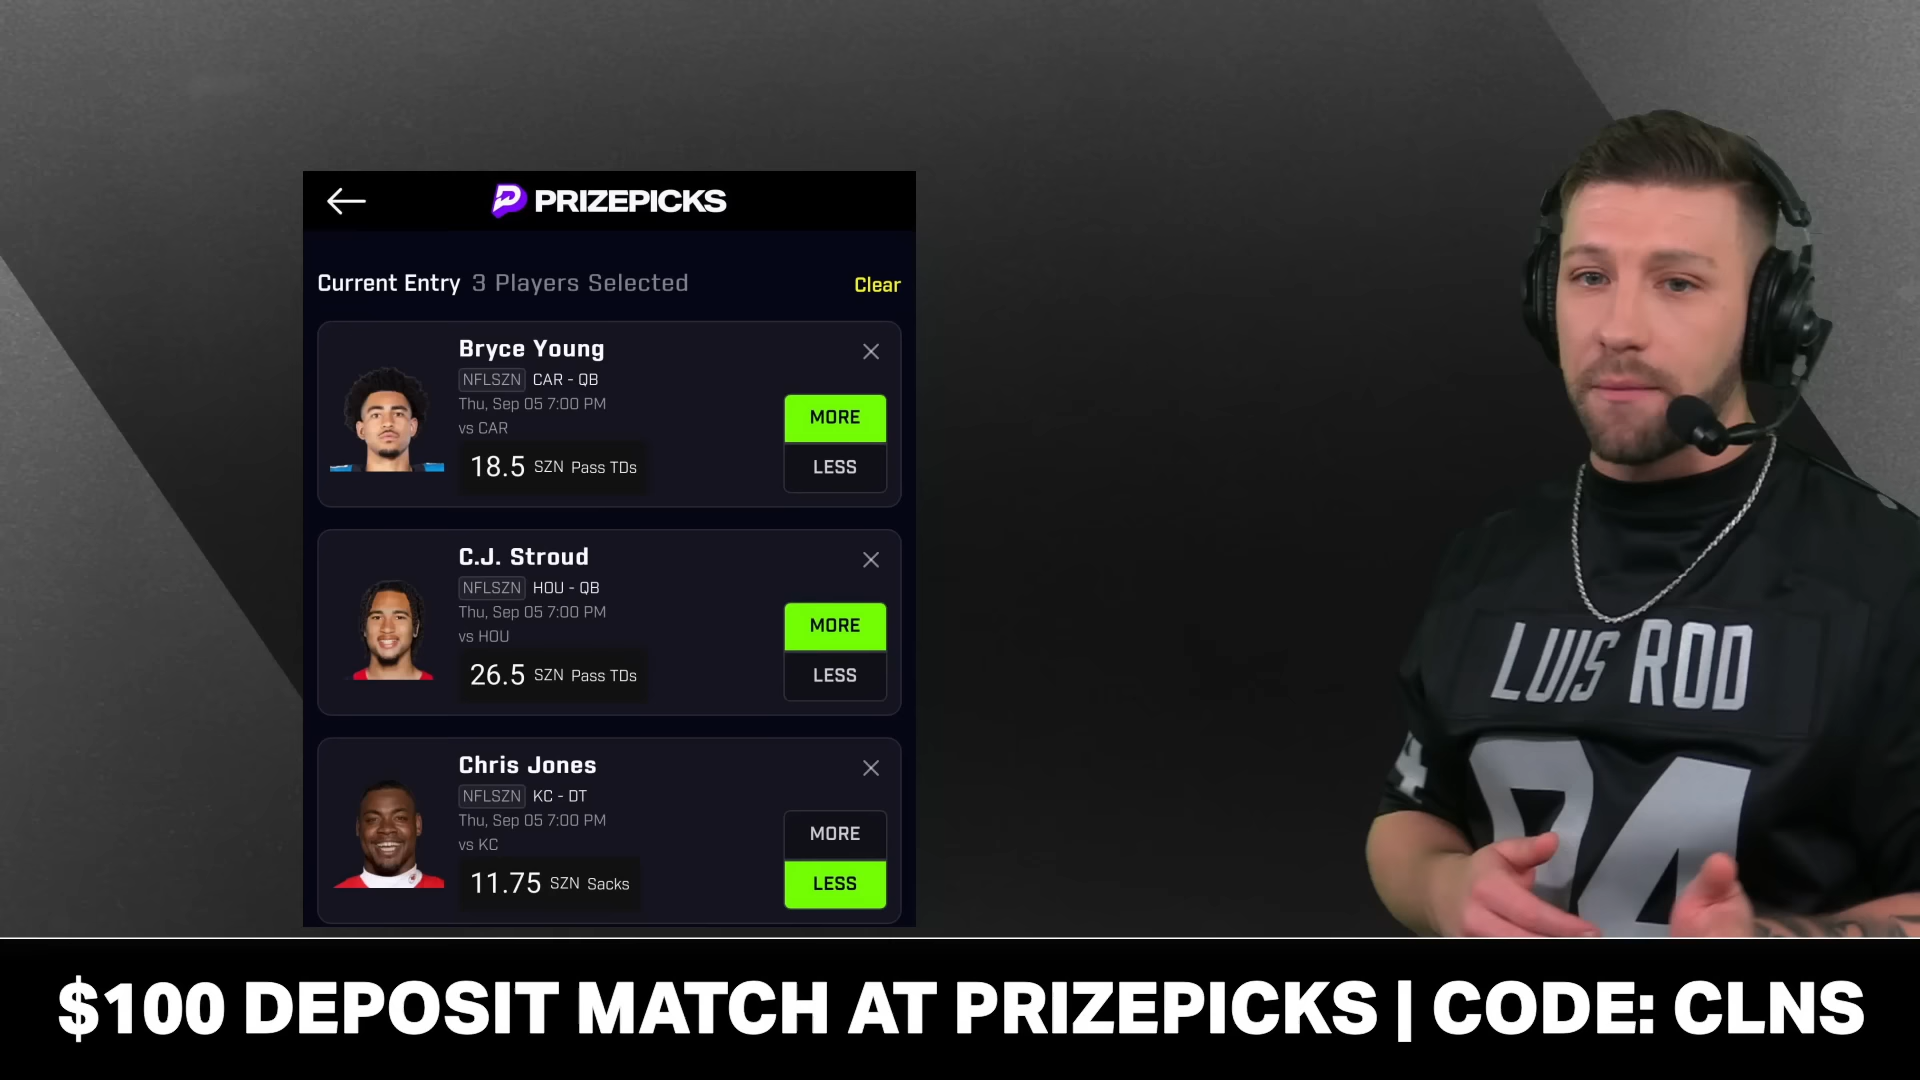 PRIZEPICKS
Current Entry 3 Players Selected Clear
Bryce Young
NFLSZN CAR - QB
Thu, Sep 05 7:00 PM
vs CAR
18.5 SZN Pass TDs
MORE
LESS
C.J. Stroud
NFLSZN HOU - QB
Thu, Sep 05 7:00 PM
vs HOU
26.5 SZN Pass TDs
MORE
LESS
Chris Jones
NFLSZN KC - DT
Thu, Sep 05 7:00 PM
vs KC
11.75 SZN Sacks
MORE
LESS
LUIS ROD
84
4
$100 DEPOSIT MATCH AT PRIZEPICKS | CODE: CLNS